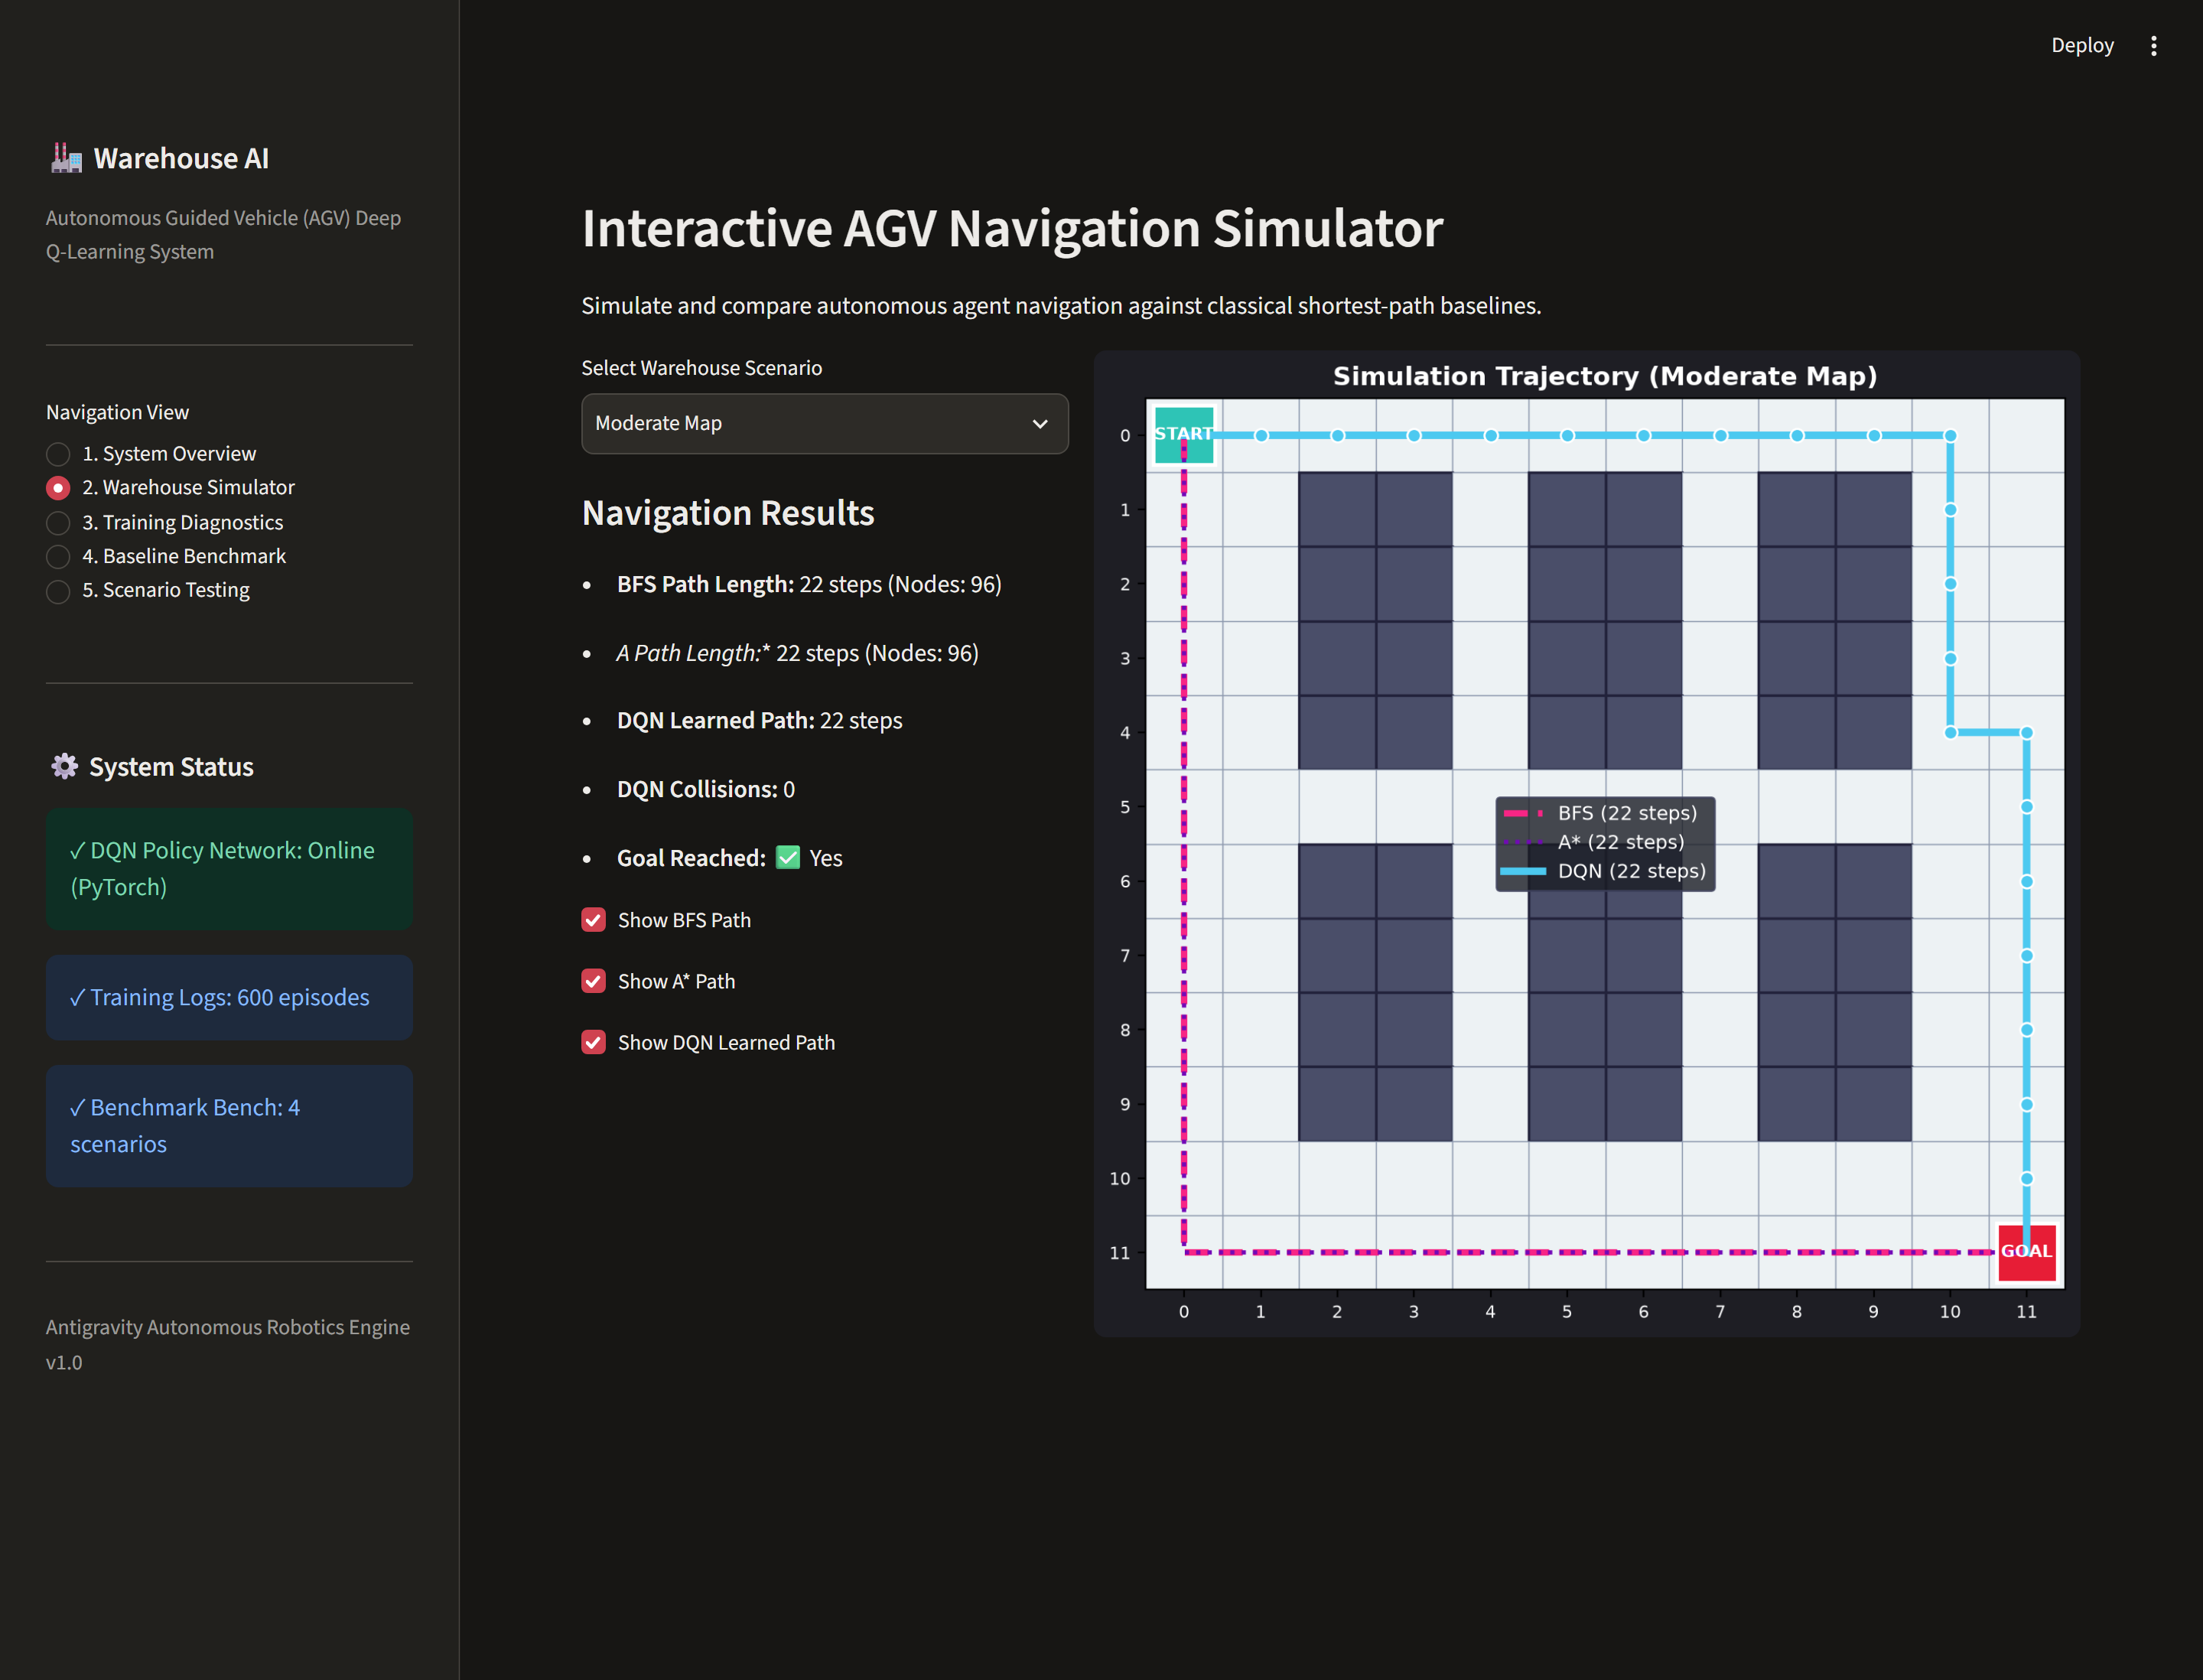 Deploy
Warehouse AI
Autonomous Guided Vehicle (AGV) Deep
Q-Learning System
Navigation View
1. System Overview
2. Warehouse Simulator
3. Training Diagnostics
4. Baseline Benchmark
5. Scenario Testing
System Status
✓ DQN Policy Network: Online
(PyTorch)
✓ Training Logs: 600 episodes
✓ Benchmark Bench: 4
scenarios
Antigravity Autonomous Robotics Engine
v1.0
Interactive AGV Navigation Simulator
Simulate and compare autonomous agent navigation against classical shortest-path baselines.
Select Warehouse Scenario
Moderate Map
Navigation Results
• BFS Path Length: 22 steps (Nodes: 96)
• A Path Length:* 22 steps (Nodes: 96)
• DQN Learned Path: 22 steps
• DQN Collisions: 0
• Goal Reached: ✅ Yes
Show BFS Path
Show A* Path
Show DQN Learned Path
Simulation Trajectory (Moderate Map)
START
0
1
2
3
4
5
6
7
8
9
10
11
BFS (22 steps)
A* (22 steps)
DQN (22 steps)
GOAL
0 1 2 3 4 5 6 7 8 9 10 11